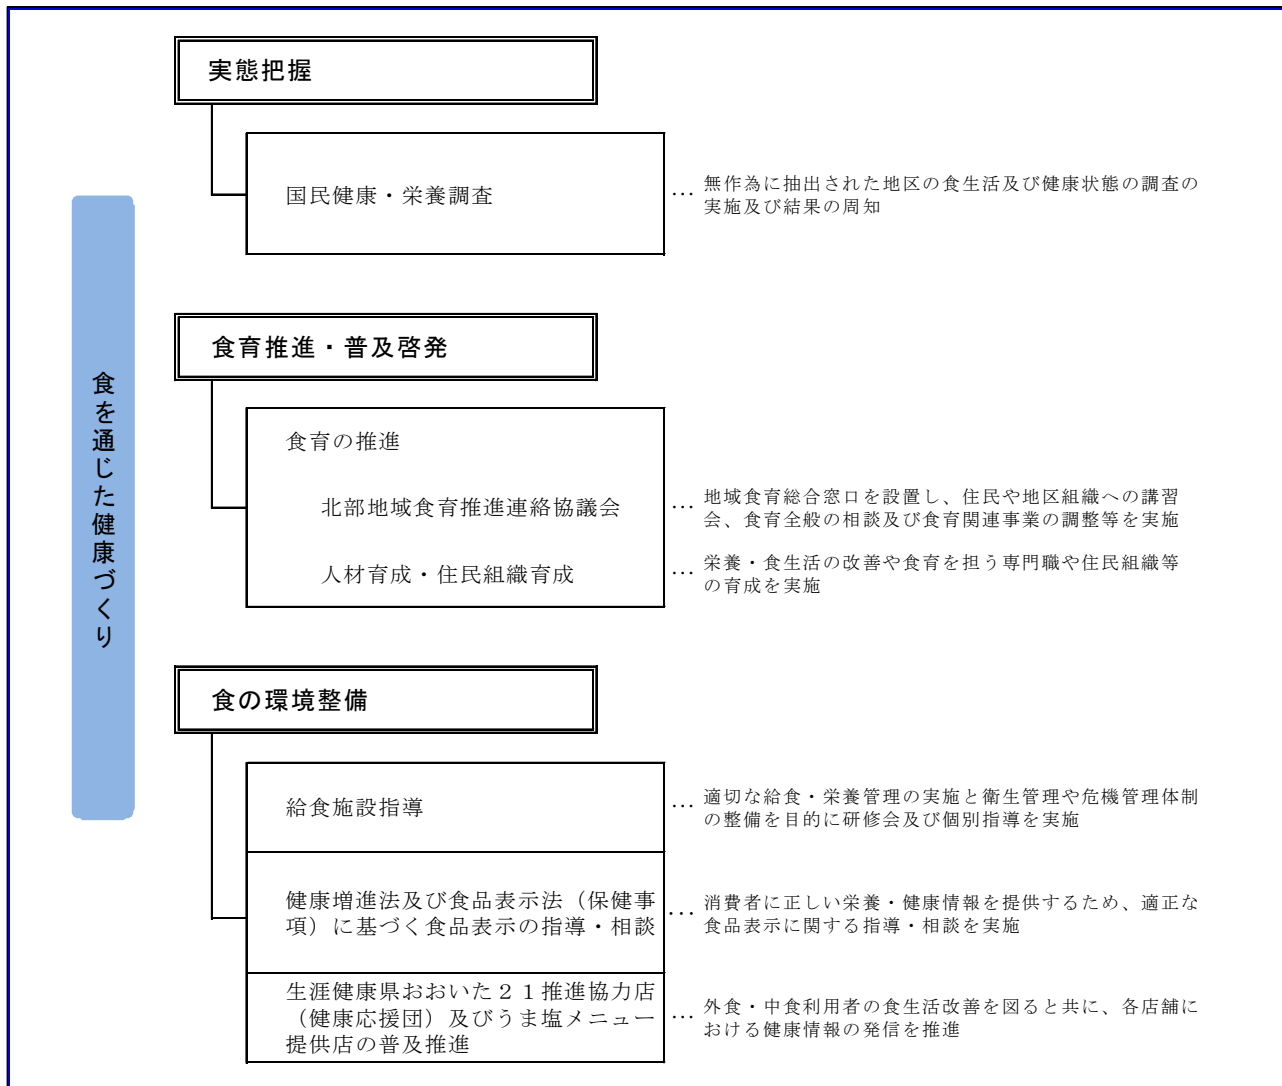 食を通じた健康づくり
実態把握
国民健康・栄養調査
… 無作為に抽出された地区の食生活及び健康状態の調査の
実施及び結果の周知
食育推進・普及啓発
食育の推進
北部地域食育推進連絡協議会
… 地域食育総合窓口を設置し、住民や地区組織への講習
会、食育全般の相談及び食育関連事業の調整等を実施
人材育成・住民組織育成
… 栄養・食生活の改善や食育を担う専門職や住民組織等
の育成を実施
食の環境整備
給食施設指導
… 適切な給食・栄養管理の実施と衛生管理や危機管理体制
の整備を目的に研修会及び個別指導を実施
健康増進法及び食品表示法（保健事
項）に基づく食品表示の指導・相談
… 消費者に正しい栄養・健康情報を提供するため、適正な
食品表示に関する指導・相談を実施
生涯健康県おおいた２１推進協力店
（健康応援団）及びうま塩メニュー
提供店の普及推進
… 外食・中食利用者の食生活改善を図ると共に、各店舗に
おける健康情報の発信を推進